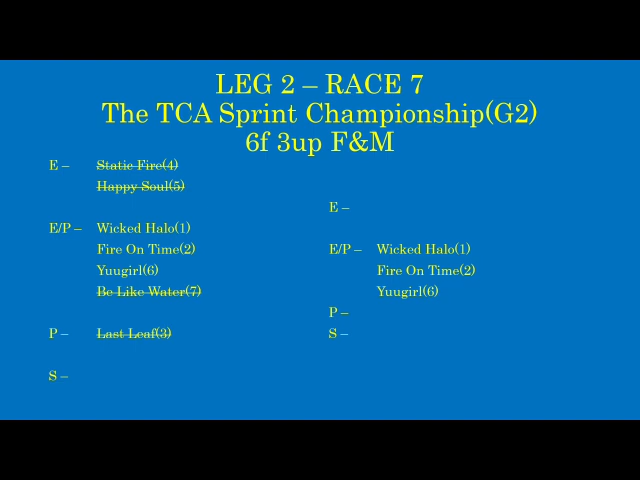 LEG 2 – RACE 7
The TCA Sprint Championship(G2)
6f 3up F&M
E – Static Fire(4)
Happy Soul(5)
E/P – Wicked Halo(1)
Fire On Time(2)
Yuugirl(6)
Be Like Water(7)
P – Last Leaf(3)
S –
E –
E/P – Wicked Halo(1)
Fire On Time(2)
Yuugirl(6)
P –
S –